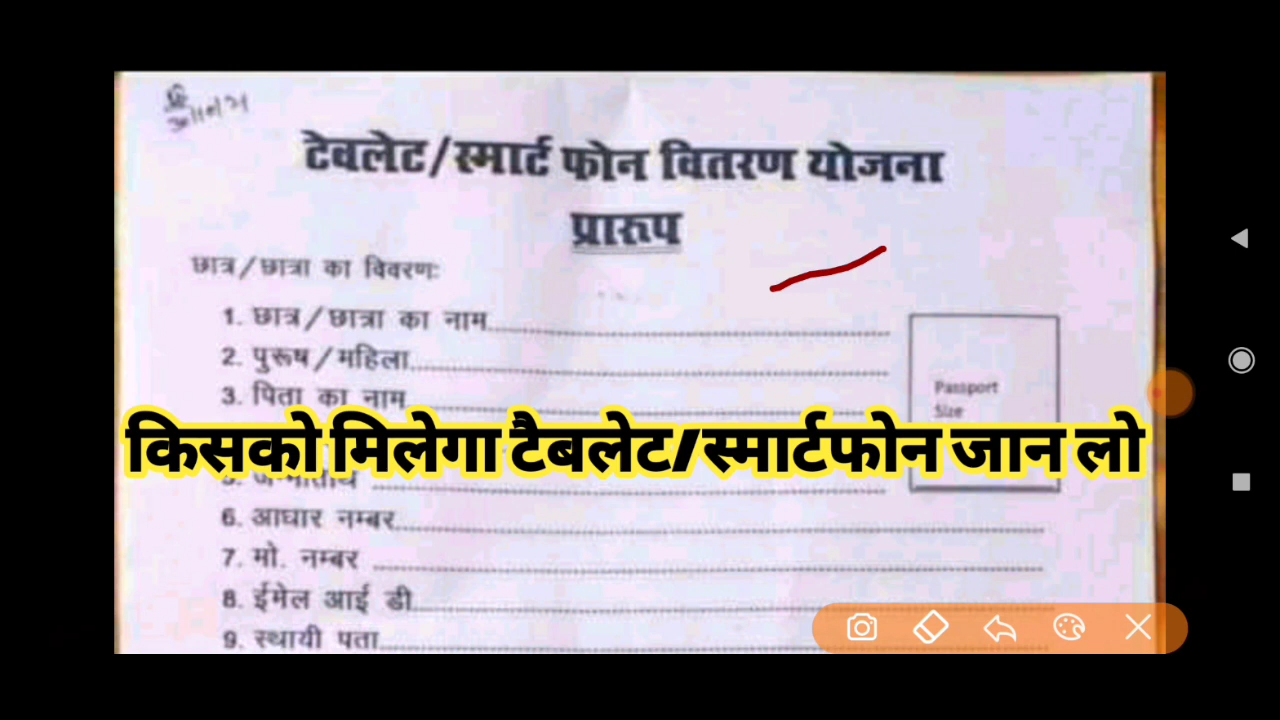 टेबलेट/स्मार्ट फोन वितरण योजना
प्रारूप
छात्र/छात्रा का विवरणः
1. छात्र/छात्रा का नाम
2. पुरूष/महिला
3. पिता का नाम
Passport
Size
किसको मिलेगा टैबलेट/स्मार्टफोन जान लो
6. आधार नम्बर
7. मो. नम्बर
8. ईमेल आई डी
9. स्थायी पता